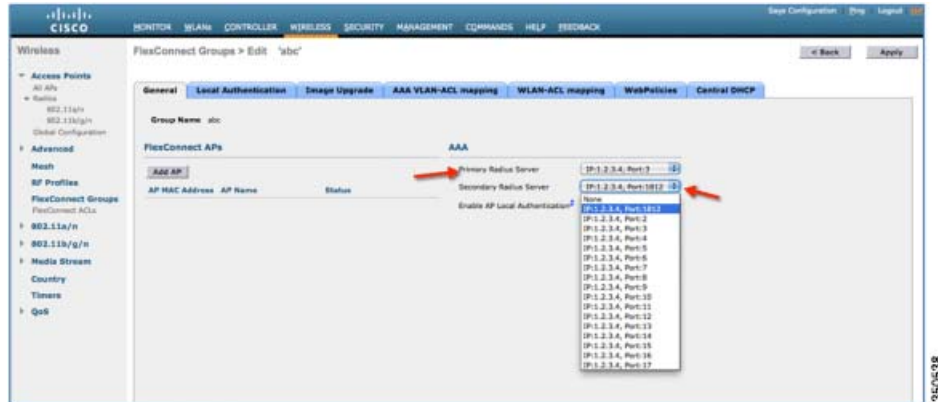 Save Configuration Ping Logout
CISCO
MONITOR WLANs CONTROLLER WIRELESS SECURITY MANAGEMENT COMMANDS HELP FEEDBACK
Wireless
FlexConnect Groups > Edit 'abc'
< Back
Apply
Access Points
All APs
Radios
802.11a/n
802.11b/g/n
Global Configuration
Advanced
Mesh
RF Profiles
FlexConnect Groups
FlexConnect ACLs
802.11a/n
802.11b/g/n
Media Stream
Country
Timers
QoS
General Local Authentication Image Upgrade AAA VLAN-ACL mapping WLAN-ACL mapping WebPolicies Central DHCP
Group Name abc
FlexConnect APs
Add AP
AP MAC Address AP Name Status
AAA
Primary Radius Server IP:1.2.3.4, Port:3
Secondary Radius Server IP:1.2.3.4, Port:1812
Enable AP Local Authentication
None
IP:1.2.3.4, Port:1812
IP:1.2.3.4, Port:2
IP:1.2.3.4, Port:3
IP:1.2.3.4, Port:4
IP:1.2.3.4, Port:5
IP:1.2.3.4, Port:6
IP:1.2.3.4, Port:7
IP:1.2.3.4, Port:8
IP:1.2.3.4, Port:9
IP:1.2.3.4, Port:10
IP:1.2.3.4, Port:11
IP:1.2.3.4, Port:12
IP:1.2.3.4, Port:13
IP:1.2.3.4, Port:14
IP:1.2.3.4, Port:15
IP:1.2.3.4, Port:16
IP:1.2.3.4, Port:17
350538